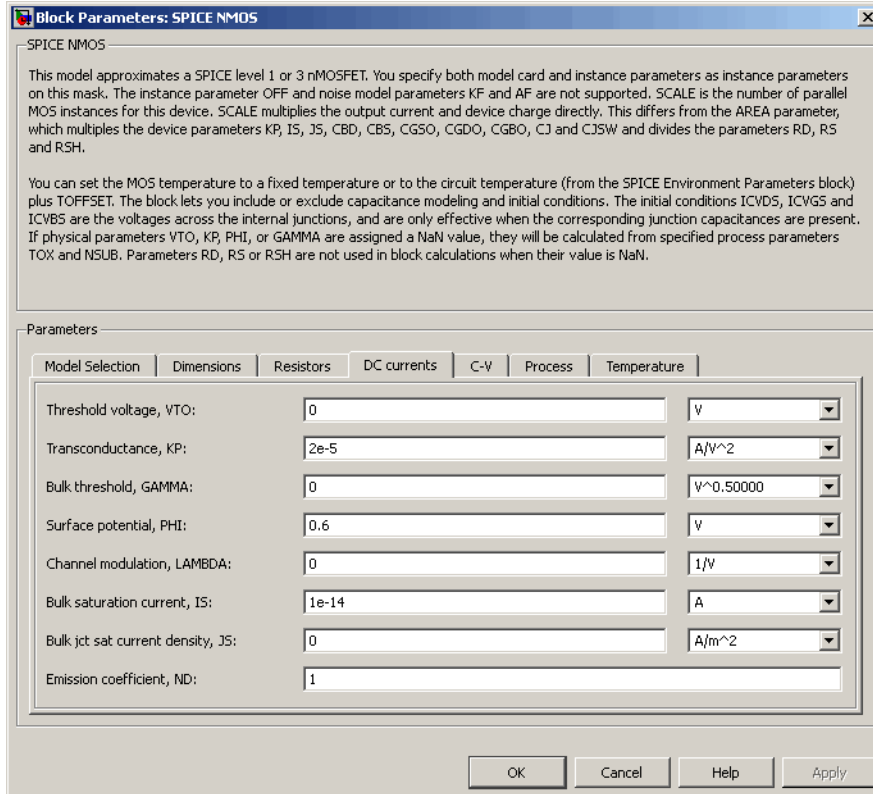 Block Parameters: SPICE NMOS
SPICE NMOS
This model approximates a SPICE level 1 or 3 nMOSFET. You specify both model card and instance parameters as instance parameters
on this mask. The instance parameter OFF and noise model parameters KF and AF are not supported. SCALE is the number of parallel
MOS instances for this device. SCALE multiplies the output current and device charge directly. This differs from the AREA parameter,
which multiples the device parameters KP, IS, JS, CBD, CBS, CGSO, CGDO, CGBO, CJ and CJSW and divides the parameters RD, RS
and RSH.
You can set the MOS temperature to a fixed temperature or to the circuit temperature (from the SPICE Environment Parameters block)
plus TOFFSET. The block lets you include or exclude capacitance modeling and initial conditions. The initial conditions ICVDS, ICVGS and
ICVBS are the voltages across the internal junctions, and are only effective when the corresponding junction capacitances are present.
If physical parameters VTO, KP, PHI, or GAMMA are assigned a NaN value, they will be calculated from specified process parameters
TOX and NSUB. Parameters RD, RS or RSH are not used in block calculations when their value is NaN.
Parameters
Model Selection Dimensions Resistors DC currents C-V Process Temperature
Threshold voltage, VTO: 0 V
Transconductance, KP: 2e-5 A/V^2
Bulk threshold, GAMMA: 0 V^0.50000
Surface potential, PHI: 0.6 V
Channel modulation, LAMBDA: 0 1/V
Bulk saturation current, IS: 1e-14 A
Bulk jct sat current density, JS: 0 A/m^2
Emission coefficient, ND: 1
OK Cancel Help Apply